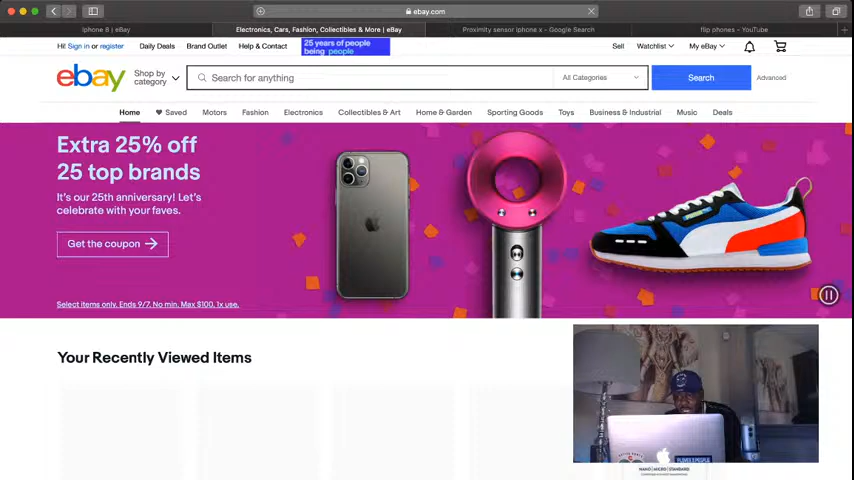 ebay.com
Iphone 8 | eBay
Electronics, Cars, Fashion, Collectibles & More | eBay
Proximity sensor Iphone x - Google Search
flip phones - YouTube
Hi! Sign in or register
Daily Deals
Brand Outlet
Help & Contact
25 years of people
being people
Sell
Watchlist
My eBay
ebay
Shop by
category
Search for anything
All Categories
Search
Advanced
Home
Saved
Motors
Fashion
Electronics
Collectibles & Art
Home & Garden
Sporting Goods
Toys
Business & Industrial
Music
Deals
Extra 25% off
25 top brands
It's our 25th anniversary! Let's
celebrate with your faves.
Get the coupon
Select items only. Ends 9/7. No min. Max $100. 1x use.
Your Recently Viewed Items
NANO | MICRO | STANDARD